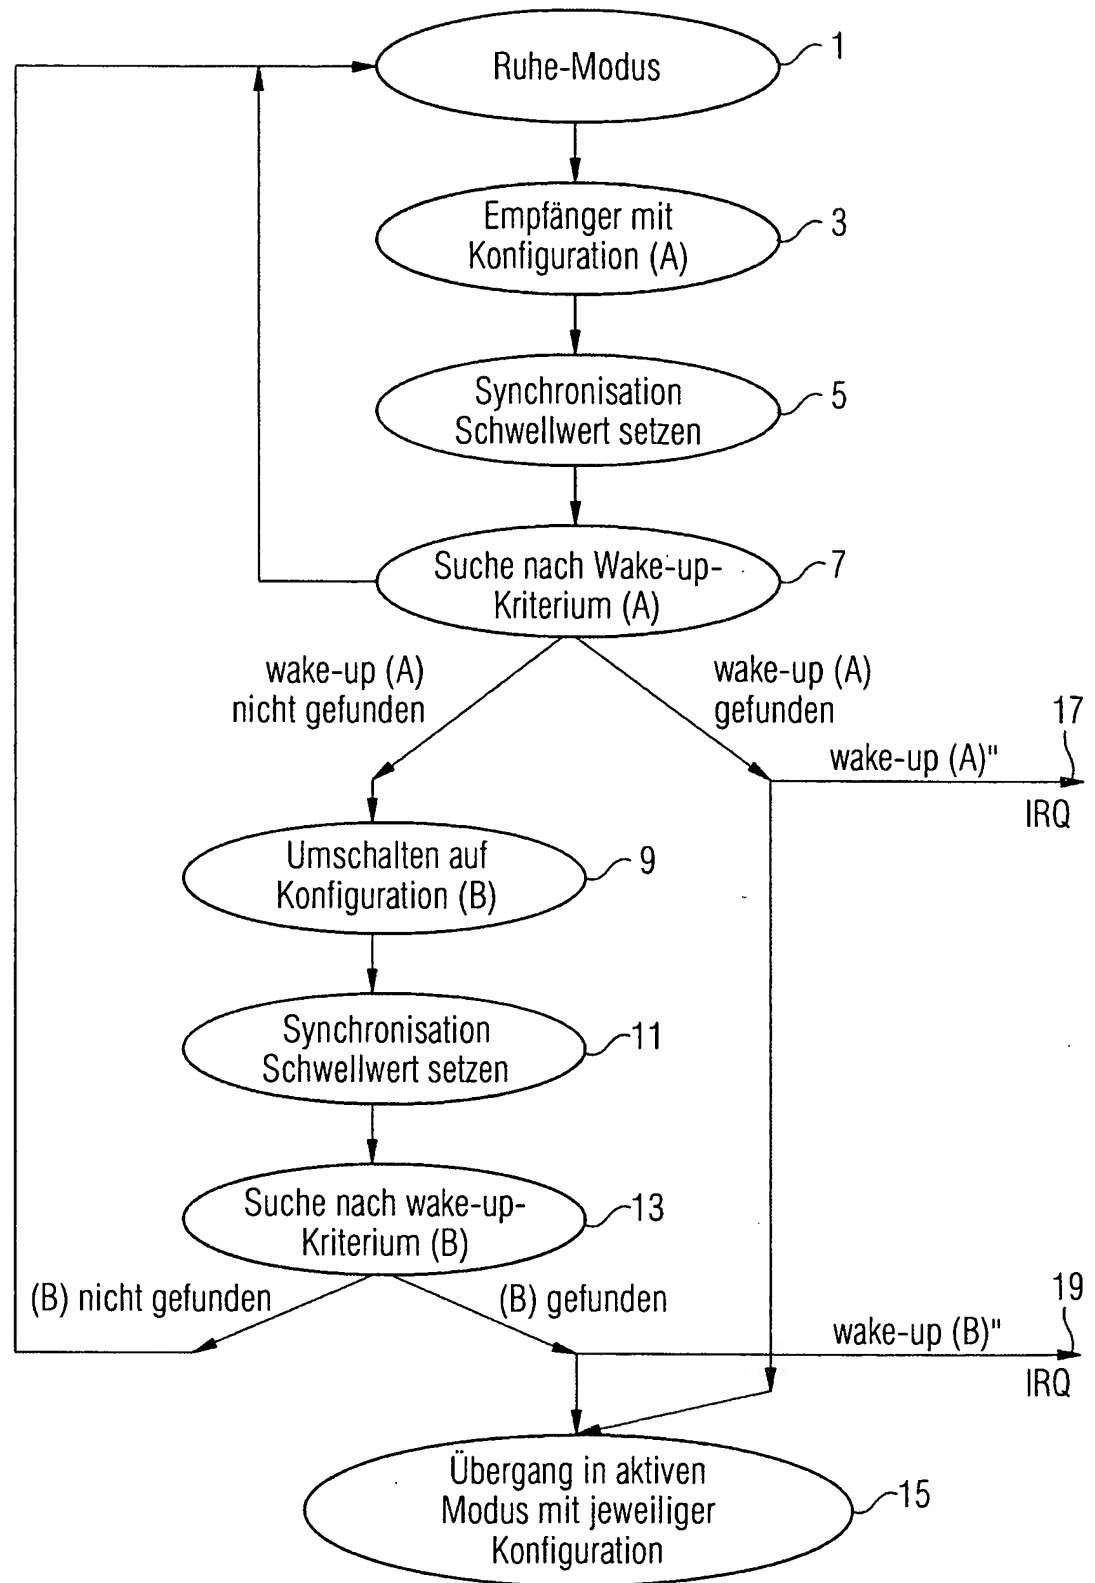 Ruhe-Modus
1
Empfänger mit
Konfiguration (A)
3
Synchronisation
Schwellwert setzen
5
Suche nach Wake-up-
Kriterium (A)
7
wake-up (A)
nicht gefunden
wake-up (A)
gefunden
17
wake-up (A)"
IRQ
Umschalten auf
Konfiguration (B)
9
Synchronisation
Schwellwert setzen
11
Suche nach wake-up-
Kriterium (B)
13
(B) nicht gefunden
(B) gefunden
19
wake-up (B)"
IRQ
Übergang in aktiven
Modus mit jeweiliger
Konfiguration
15